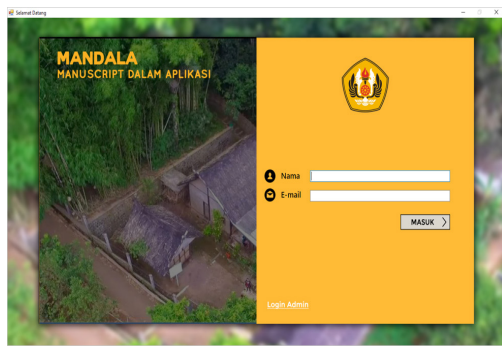 Selamat Datang
MANDALA
MANUSCRIPT DALAM APLIKASI
Nama
E-mail
MASUK
Login Admin